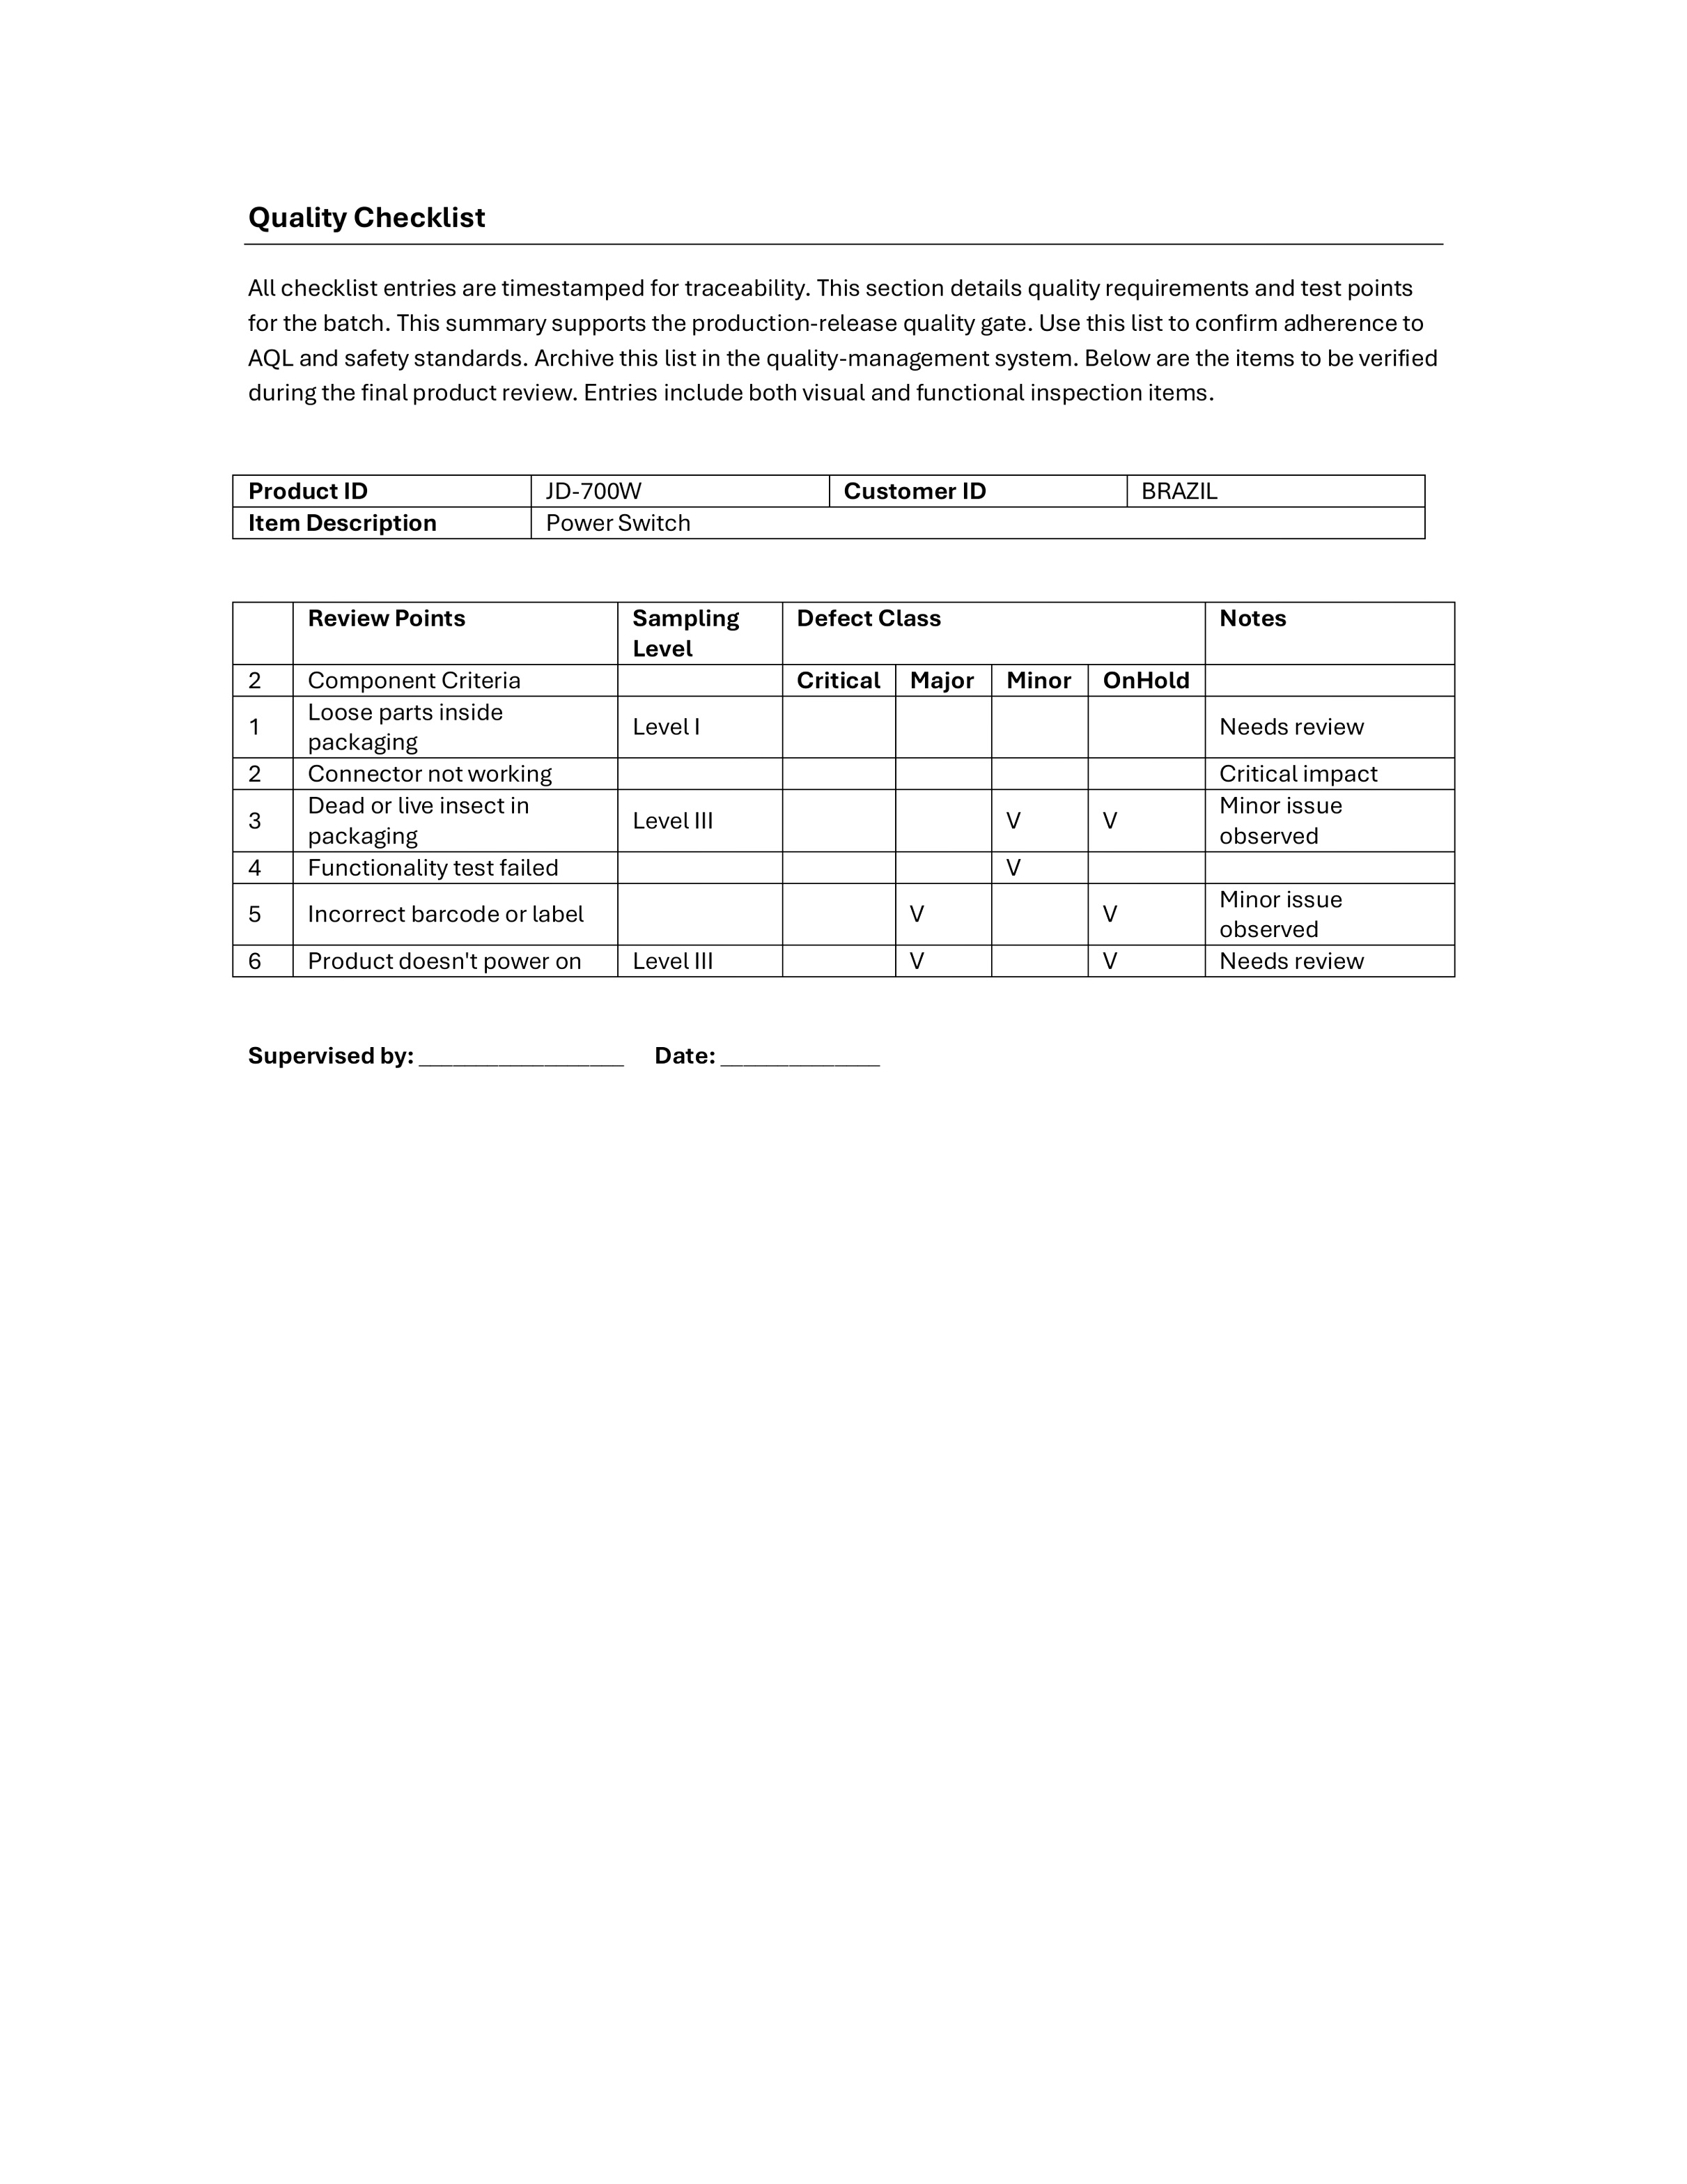 Quality Checklist
All checklist entries are timestamped for traceability. This section details quality requirements and test points
for the batch. This summary supports the production-release quality gate. Use this list to confirm adherence to
AQL and safety standards. Archive this list in the quality-management system. Below are the items to be verified
during the final product review. Entries include both visual and functional inspection items.
Product ID JD-700W Customer ID BRAZIL
Item Description Power Switch
Review Points Sampling Level Defect Class Notes
2 Component Criteria Critical Major Minor OnHold
1 Loose parts inside packaging Level I Needs review
2 Connector not working Critical impact
3 Dead or live insect in packaging Level III V V Minor issue observed
4 Functionality test failed V
5 Incorrect barcode or label V V Minor issue observed
6 Product doesn't power on Level III V V Needs review
Supervised by: _________________ Date: _____________